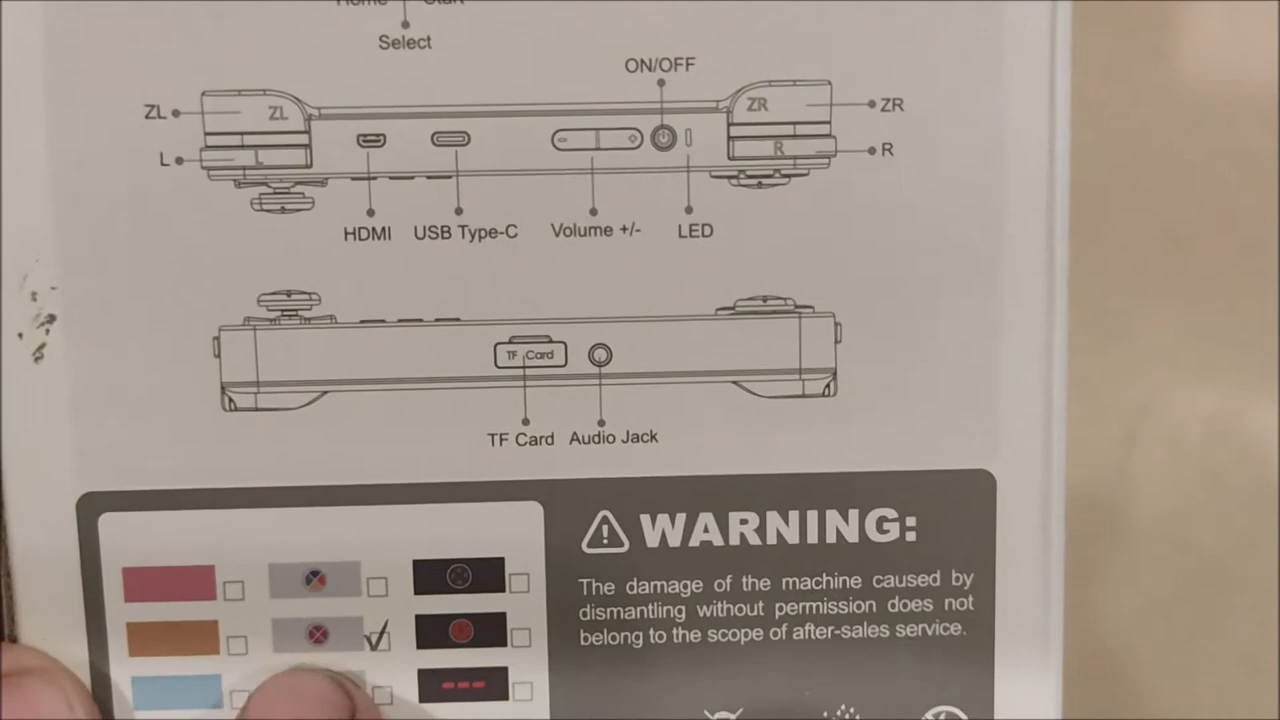 Home Start
Select
ON/OFF
ZL ZL ZR ZR
L L R R
HDMI USB Type-C Volume +/- LED
TF Card
TF Card Audio Jack
WARNING:
The damage of the machine caused by
dismantling without permission does not
belong to the scope of after-sales service.